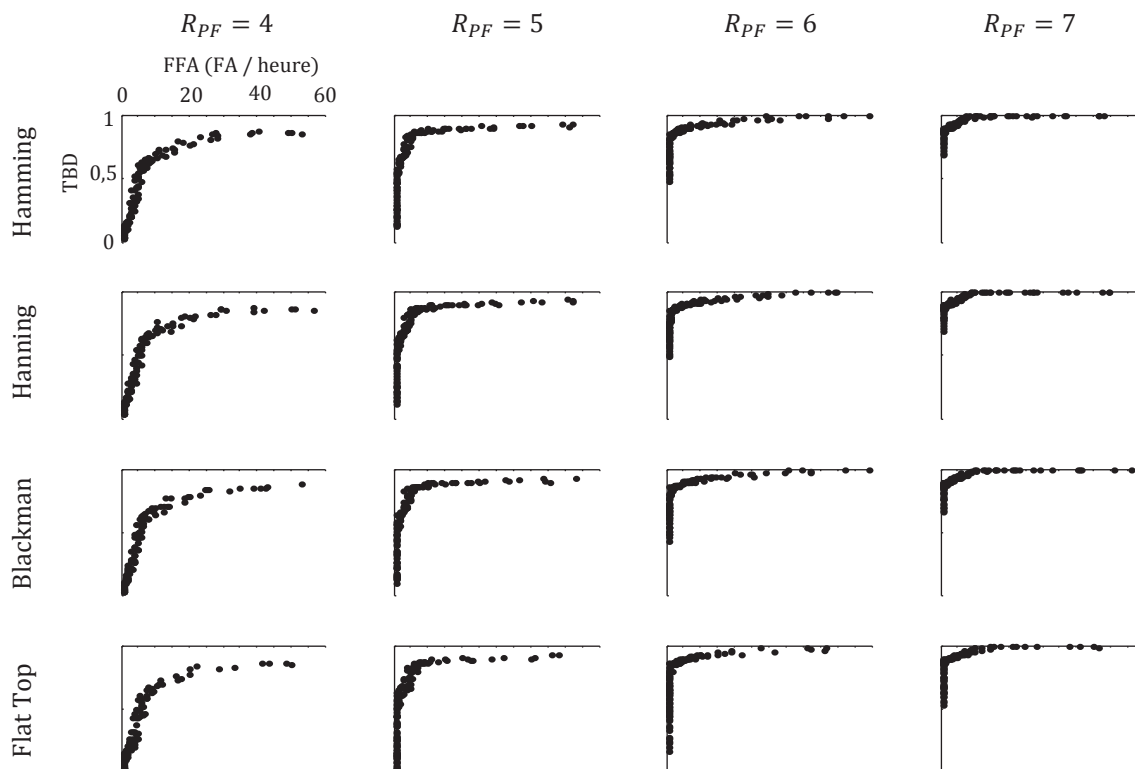 R_PF = 4 R_PF = 5 R_PF = 6 R_PF = 7
FFA (FA / heure)
0 20 40 60
1
0,5
0
TBD
Hamming
Hanning
Blackman
Flat Top